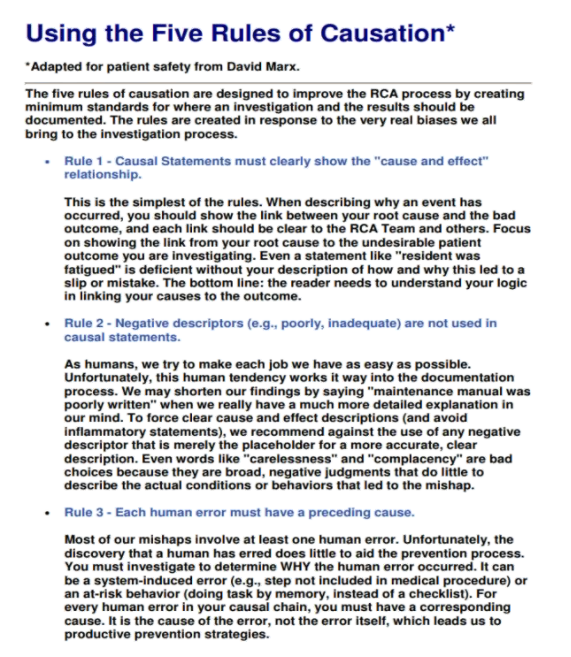 Using the Five Rules of Causation*
*Adapted for patient safety from David Marx.
The five rules of causation are designed to improve the RCA process by creating
minimum standards for where an investigation and the results should be
documented. The rules are created in response to the very real biases we all
bring to the investigation process.
• Rule 1 - Causal Statements must clearly show the "cause and effect"
relationship.
This is the simplest of the rules. When describing why an event has
occurred, you should show the link between your root cause and the bad
outcome, and each link should be clear to the RCA Team and others. Focus
on showing the link from your root cause to the undesirable patient
outcome you are investigating. Even a statement like "resident was
fatigued" is deficient without your description of how and why this led to a
slip or mistake. The bottom line: the reader needs to understand your logic
in linking your causes to the outcome.
• Rule 2 - Negative descriptors (e.g., poorly, inadequate) are not used in
causal statements.
As humans, we try to make each job we have as easy as possible.
Unfortunately, this human tendency works it way into the documentation
process. We may shorten our findings by saying "maintenance manual was
poorly written" when we really have a much more detailed explanation in
our mind. To force clear cause and effect descriptions (and avoid
inflammatory statements), we recommend against the use of any negative
descriptor that is merely the placeholder for a more accurate, clear
description. Even words like "carelessness" and "complacency" are bad
choices because they are broad, negative judgments that do little to
describe the actual conditions or behaviors that led to the mishap.
• Rule 3 - Each human error must have a preceding cause.
Most of our mishaps involve at least one human error. Unfortunately, the
discovery that a human has erred does little to aid the prevention process.
You must investigate to determine WHY the human error occurred. It can
be a system-induced error (e.g., step not included in medical procedure) or
an at-risk behavior (doing task by memory, instead of a checklist). For
every human error in your causal chain, you must have a corresponding
cause. It is the cause of the error, not the error itself, which leads us to
productive prevention strategies.